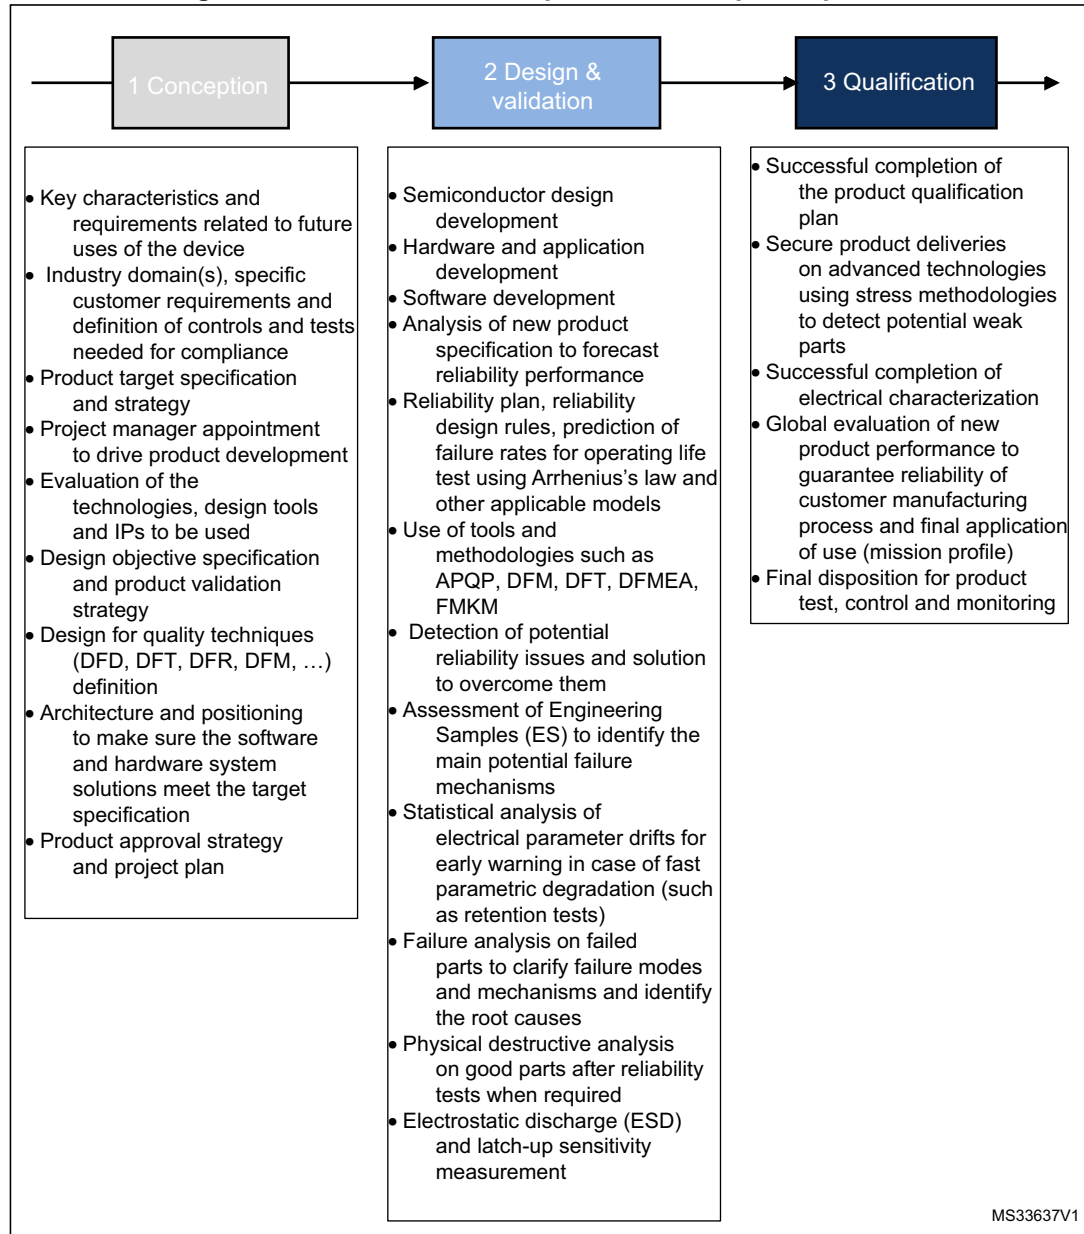 1 Conception
2 Design &
validation
3 Qualification
• Key characteristics and
requirements related to future
uses of the device
• Industry domain(s), specific
customer requirements and
definition of controls and tests
needed for compliance
• Product target specification
and strategy
• Project manager appointment
to drive product development
• Evaluation of the
technologies, design tools
and IPs to be used
• Design objective specification
and product validation
strategy
• Design for quality techniques
(DFD, DFT, DFR, DFM, …)
definition
• Architecture and positioning
to make sure the software
and hardware system
solutions meet the target
specification
• Product approval strategy
and project plan
• Semiconductor design
development
• Hardware and application
development
• Software development
• Analysis of new product
specification to forecast
reliability performance
• Reliability plan, reliability
design rules, prediction of
failure rates for operating life
test using Arrhenius’s law and
other applicable models
• Use of tools and
methodologies such as
APQP, DFM, DFT, DFMEA,
FMKM
• Detection of potential
reliability issues and solution
to overcome them
• Assessment of Engineering
Samples (ES) to identify the
main potential failure
mechanisms
• Statistical analysis of
electrical parameter drifts for
early warning in case of fast
parametric degradation (such
as retention tests)
• Failure analysis on failed
parts to clarify failure modes
and mechanisms and identify
the root causes
• Physical destructive analysis
on good parts after reliability
tests when required
• Electrostatic discharge (ESD)
and latch-up sensitivity
measurement
• Successful completion of
the product qualification
plan
• Secure product deliveries
on advanced technologies
using stress methodologies
to detect potential weak
parts
• Successful completion of
electrical characterization
• Global evaluation of new
product performance to
guarantee reliability of
customer manufacturing
process and final application
of use (mission profile)
• Final disposition for product
test, control and monitoring
MS33637V1